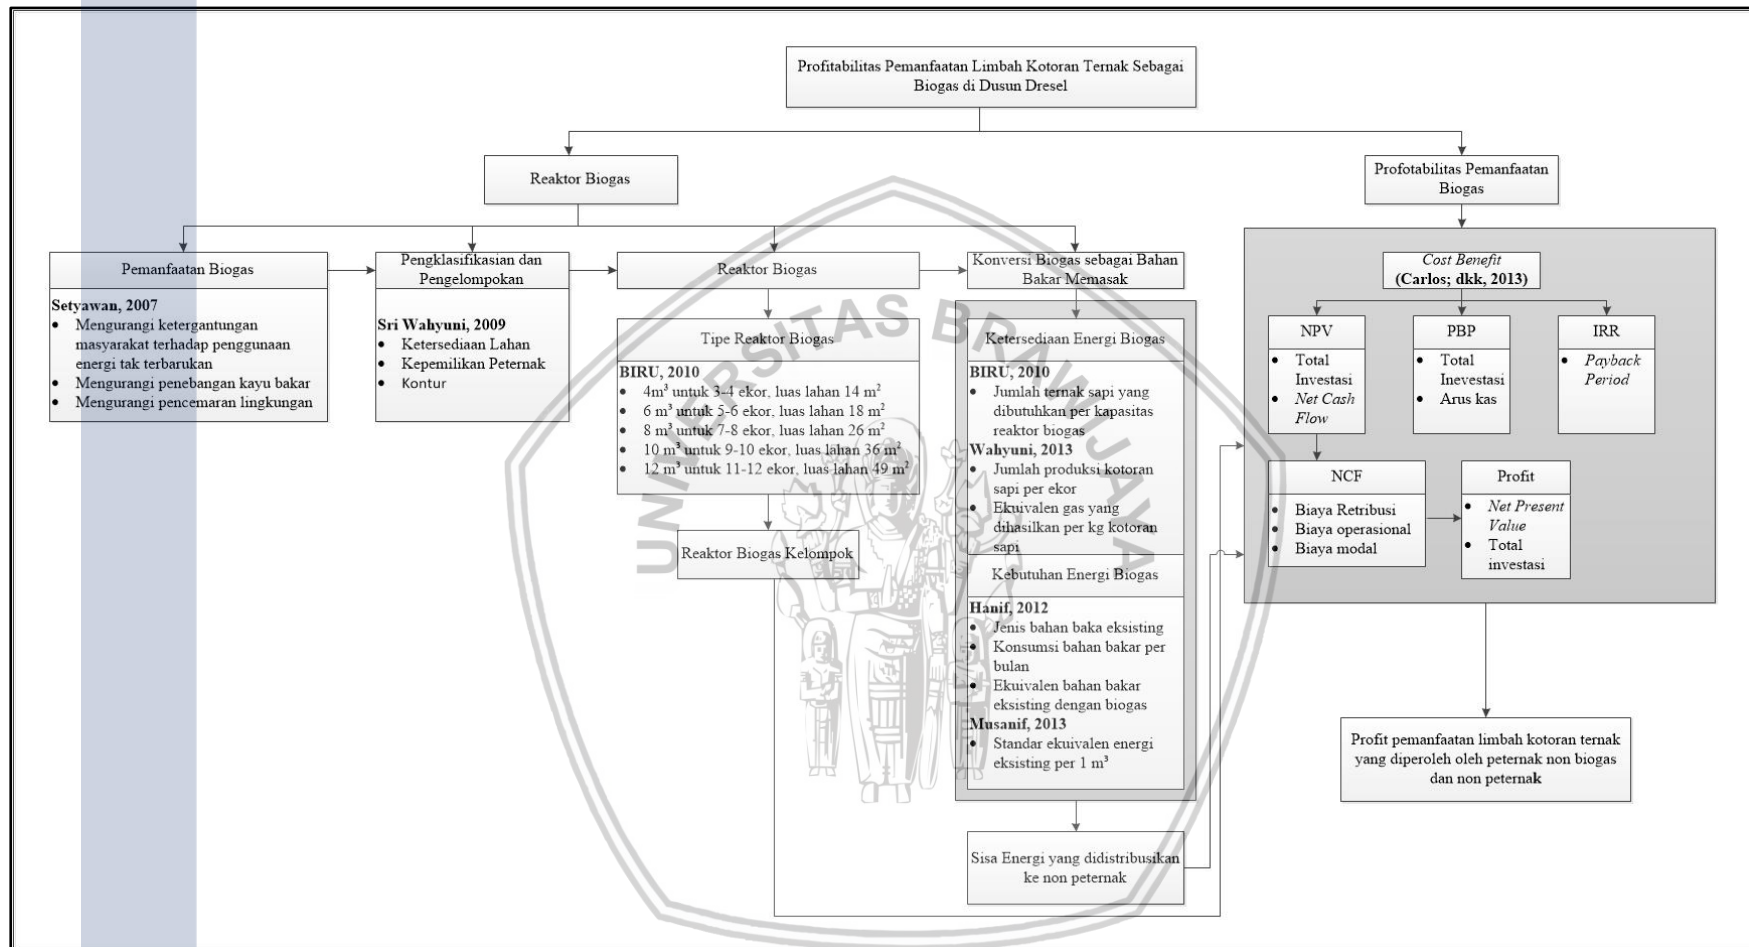 Profitabilitas Pemanfaatan Limbah Kotoran Ternak Sebagai
Biogas di Dusun Dresel
Reaktor Biogas
Profotabilitas Pemanfaatan
Biogas
Pemanfaatan Biogas
Setyawan, 2007
• Mengurangi ketergantungan
masyarakat terhadap penggunaan
energi tak terbarukan
• Mengurangi penebangan kayu bakar
• Mengurangi pencemaran lingkungan
Pengklasifikasian dan
Pengelompokan
Sri Wahyuni, 2009
• Ketersediaan Lahan
• Kepemilikan Peternak
• Kontur
Reaktor Biogas
Tipe Reaktor Biogas
BIRU, 2010
• 4m³ untuk 3-4 ekor, luas lahan 14 m²
• 6 m³ untuk 5-6 ekor, luas lahan 18 m²
• 8 m³ untuk 7-8 ekor, luas lahan 26 m²
• 10 m³ untuk 9-10 ekor, luas lahan 36 m²
• 12 m³ untuk 11-12 ekor, luas lahan 49 m²
Reaktor Biogas Kelompok
Konversi Biogas sebagai Bahan
Bakar Memasak
Ketersediaan Energi Biogas
BIRU, 2010
• Jumlah ternak sapi yang
dibutuhkan per kapasitas
reaktor biogas
Wahyuni, 2013
• Jumlah produksi kotoran
sapi per ekor
• Ekuivalen gas yang
dihasilkan per kg kotoran
sapi
Kebutuhan Energi Biogas
Hanif, 2012
• Jenis bahan baka eksisting
• Konsumsi bahan bakar per
bulan
• Ekuivalen bahan bakar
eksisting dengan biogas
Musanif, 2013
• Standar ekuivalen energi
eksisting per 1 m³
Sisa Energi yang didistribusikan
ke non peternak
Cost Benefit
(Carlos; dkk, 2013)
NPV
• Total
Investasi
• Net Cash
Flow
PBP
• Total
Inevestasi
• Arus kas
IRR
• Payback
Period
NCF
• Biaya Retribusi
• Biaya operasional
• Biaya modal
Profit
• Net Present
Value
• Total
investasi
Profit pemanfaatan limbah kotoran ternak
yang diperoleh oleh peternak non biogas
dan non peternak
UNIVERSITAS BRAWIJAYA